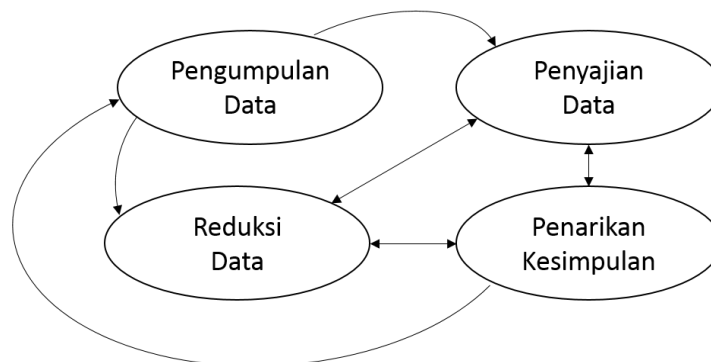 Pengumpulan
Data
Penyajian
Data
Reduksi
Data
Penarikan
Kesimpulan